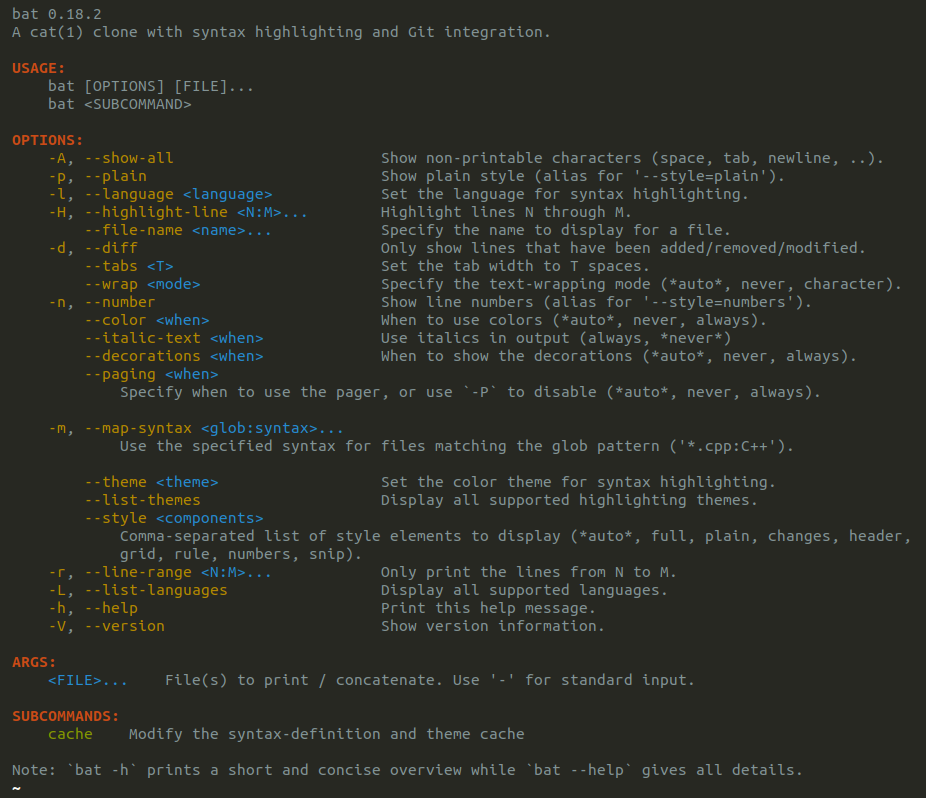 bat 0.18.2
A cat(1) clone with syntax highlighting and Git integration.

USAGE:
    bat [OPTIONS] [FILE]...
    bat <SUBCOMMAND>

OPTIONS:
    -A, --show-all                       Show non-printable characters (space, tab, newline, ..).
    -p, --plain                          Show plain style (alias for '--style=plain').
    -l, --language <language>            Set the language for syntax highlighting.
    -H, --highlight-line <N:M>...        Highlight lines N through M.
        --file-name <name>...            Specify the name to display for a file.
    -d, --diff                           Only show lines that have been added/removed/modified.
        --tabs <T>                       Set the tab width to T spaces.
        --wrap <mode>                    Specify the text-wrapping mode (*auto*, never, character).
    -n, --number                         Show line numbers (alias for '--style=numbers').
        --color <when>                   When to use colors (*auto*, never, always).
        --italic-text <when>             Use italics in output (always, *never*)
        --decorations <when>             When to show the decorations (*auto*, never, always).
        --paging <when>
            Specify when to use the pager, or use `-P` to disable (*auto*, never, always).

    -m, --map-syntax <glob:syntax>...
            Use the specified syntax for files matching the glob pattern ('*.cpp:C++').

        --theme <theme>                  Set the color theme for syntax highlighting.
        --list-themes                    Display all supported highlighting themes.
        --style <components>
            Comma-separated list of style elements to display (*auto*, full, plain, changes, header,
            grid, rule, numbers, snip).
    -r, --line-range <N:M>...            Only print the lines from N to M.
    -L, --list-languages                 Display all supported languages.
    -h, --help                           Print this help message.
    -V, --version                        Show version information.

ARGS:
    <FILE>...    File(s) to print / concatenate. Use '-' for standard input.

SUBCOMMANDS:
    cache    Modify the syntax-definition and theme cache

Note: `bat -h` prints a short and concise overview while `bat --help` gives all details.
~